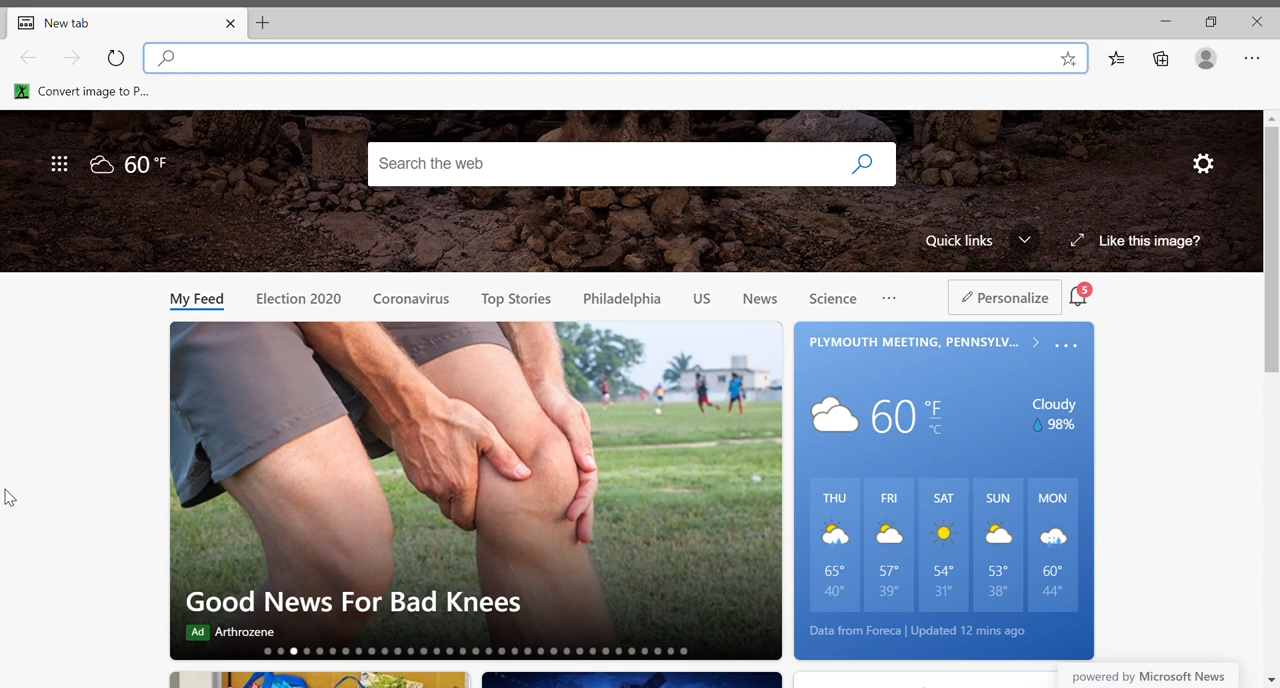 New tab
Convert image to P...
60 °F
Search the web
Quick links
Like this image?
My Feed Election 2020 Coronavirus Top Stories Philadelphia US News Science ...
Personalize
5
PLYMOUTH MEETING, PENNSYLV...
60 °F
°C
Cloudy
98%
THU FRI SAT SUN MON
65° 57° 54° 53° 60°
40° 39° 31° 38° 44°
Data from Foreca | Updated 12 mins ago
Good News For Bad Knees
Ad Arthrozene
powered by Microsoft News